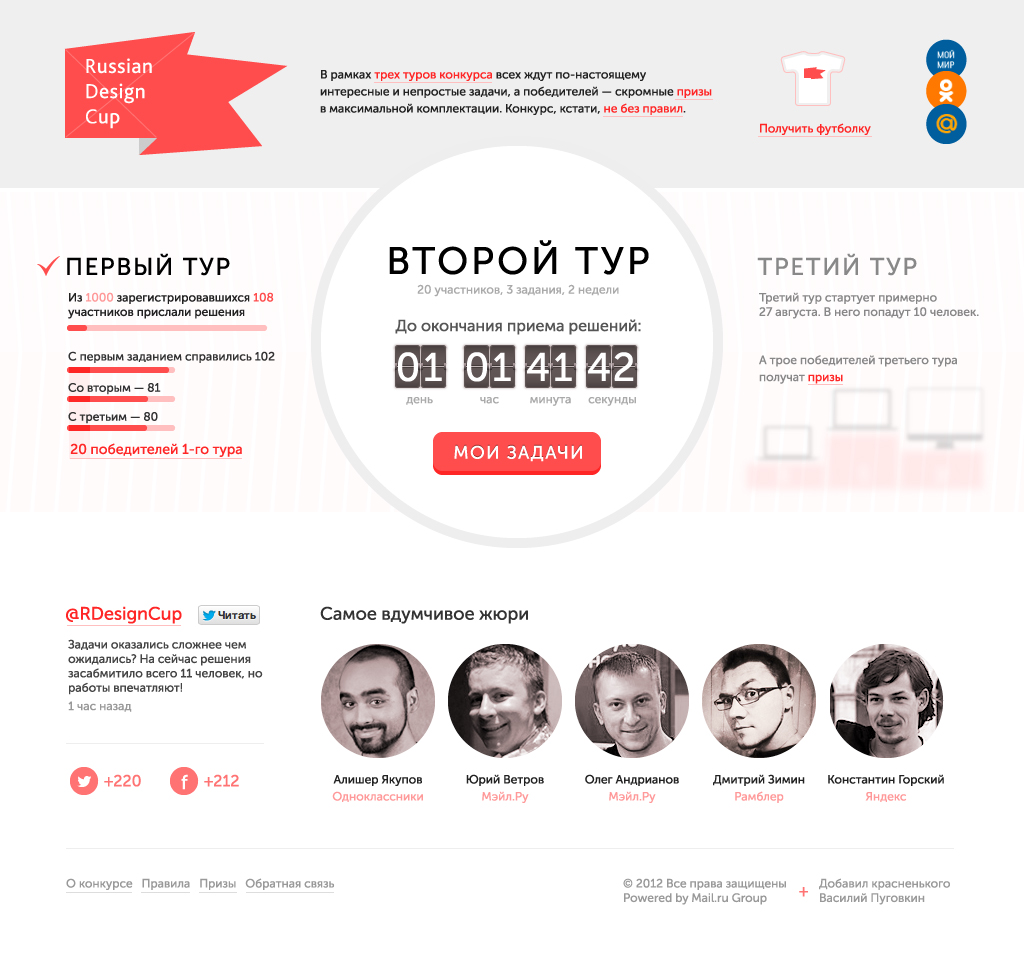 Russian
Design
Cup
В рамках трех туров конкурса всех ждут по-настоящему
интересные и непростые задачи, а победителей — скромные призы
в максимальной комплектации. Конкурс, кстати, не без правил.
Получить футболку
МОЙ
МИР
@
ПЕРВЫЙ ТУР
Из 1000 зарегистрировавшихся 108
участников прислали решения
С первым заданием справились 102
Со вторым — 81
С третьим — 80
20 победителей 1-го тура
ВТОРОЙ ТУР
20 участников, 3 задания, 2 недели
До окончания приема решений:
01 01 41 42
день час минута секунды
МОИ ЗАДАЧИ
ТРЕТИЙ ТУР
Третий тур стартует примерно
27 августа. В него попадут 10 человек.
А трое победителей третьего тура
получат призы
@RDesignCup Читать
Задачи оказались сложнее чем
ожидались? На сейчас решения
засабмитило всего 11 человек, но
работы впечатляют!
1 час назад
+220 +212
Самое вдумчивое жюри
Алишер Якупов
Одноклассники
Юрий Ветров
Мэйл.Ру
Олег Андрианов
Мэйл.Ру
Дмитрий Зимин
Рамблер
Константин Горский
Яндекс
О конкурсе Правила Призы Обратная связь
© 2012 Все права защищены
Powered by Mail.ru Group
+
Добавил красненького
Василий Пуговкин